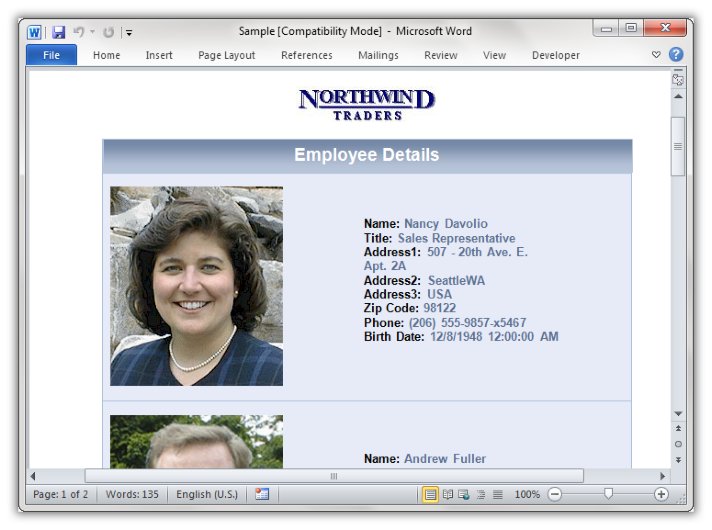 Sample [Compatibility Mode] - Microsoft Word
File Home Insert Page Layout References Mailings Review View Developer
NORTHWIND
TRADERS
Employee Details
Name: Nancy Davolio
Title: Sales Representative
Address1: 507 - 20th Ave. E.
Apt. 2A
Address2: SeattleWA
Address3: USA
Zip Code: 98122
Phone: (206) 555-9857-x5467
Birth Date: 12/8/1948 12:00:00 AM
Name: Andrew Fuller
Page: 1 of 2 Words: 135 English (U.S.) 100%